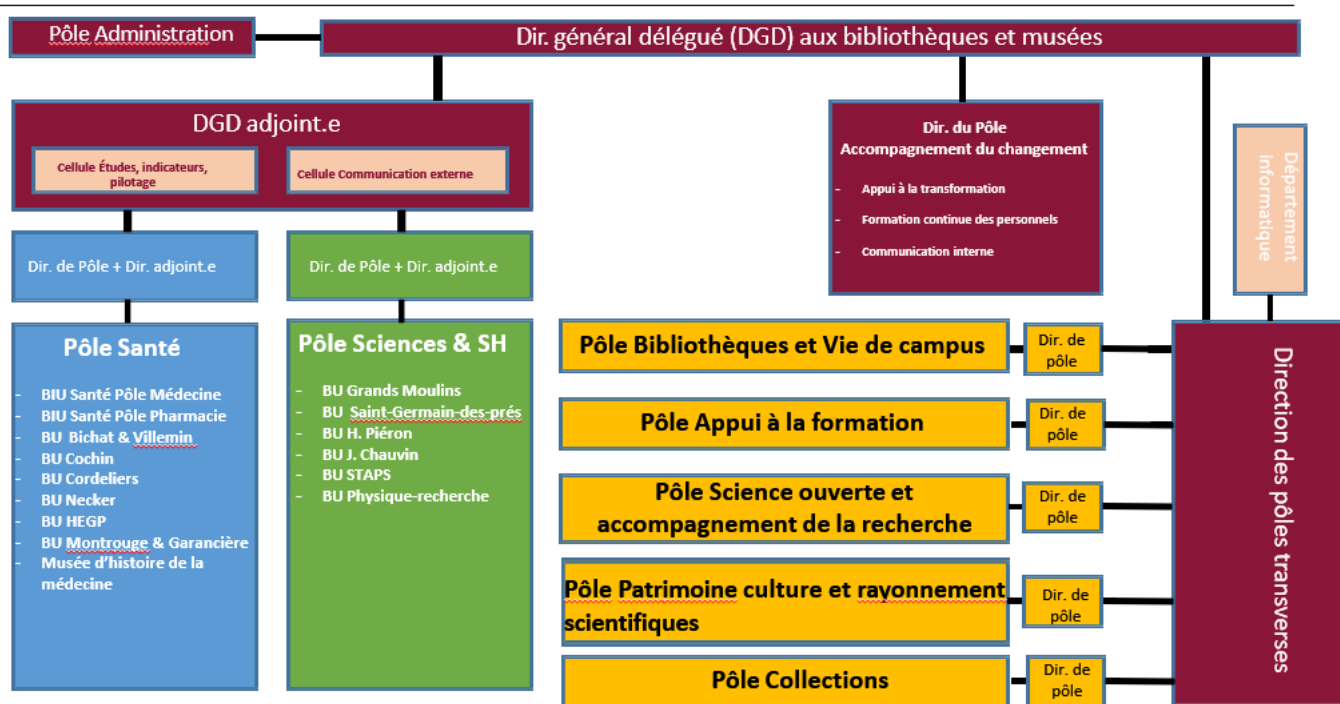 Pôle Administration
Dir. général délégué (DGD) aux bibliothèques et musées
DGD adjoint.e
Cellule Études, indicateurs,
pilotage
Cellule Communication externe
Dir. du Pôle
Accompagnement du changement
- Appui à la transformation
- Formation continue des personnels
- Communication interne
Département
informatique
Dir. de Pôle + Dir. adjoint.e
Dir. de Pôle + Dir. adjoint.e
Pôle Santé
- BIU Santé Pôle Médecine
- BIU Santé Pôle Pharmacie
- BU Bichat & Villemin
- BU Cochin
- BU Cordeliers
- BU Necker
- BU HEGP
- BU Montrouge & Garancière
- Musée d'histoire de la
médecine
Pôle Sciences & SH
- BU Grands Moulins
- BU Saint-Germain-des-prés
- BU H. Piéron
- BU J. Chauvin
- BU STAPS
- BU Physique-recherche
Pôle Bibliothèques et Vie de campus
Dir. de
pôle
Pôle Appui à la formation
Dir. de
pôle
Pôle Science ouverte et
accompagnement de la recherche
Dir. de
pôle
Pôle Patrimoine culture et rayonnement
scientifiques
Dir. de
pôle
Pôle Collections
Dir. de
pôle
Direction des pôles transverses